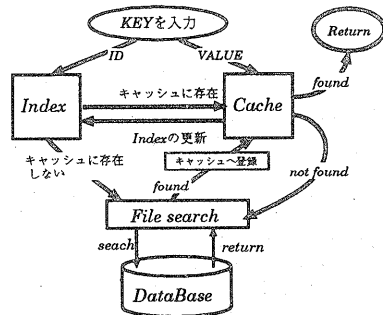 KEYを入力
Return
ID
VALUE
found
キャッシュに存在
Index
Cache
Indexの更新
キャッシュに存在
しない
キャッシュへ登録
found
not found
File search
seach
return
DataBase